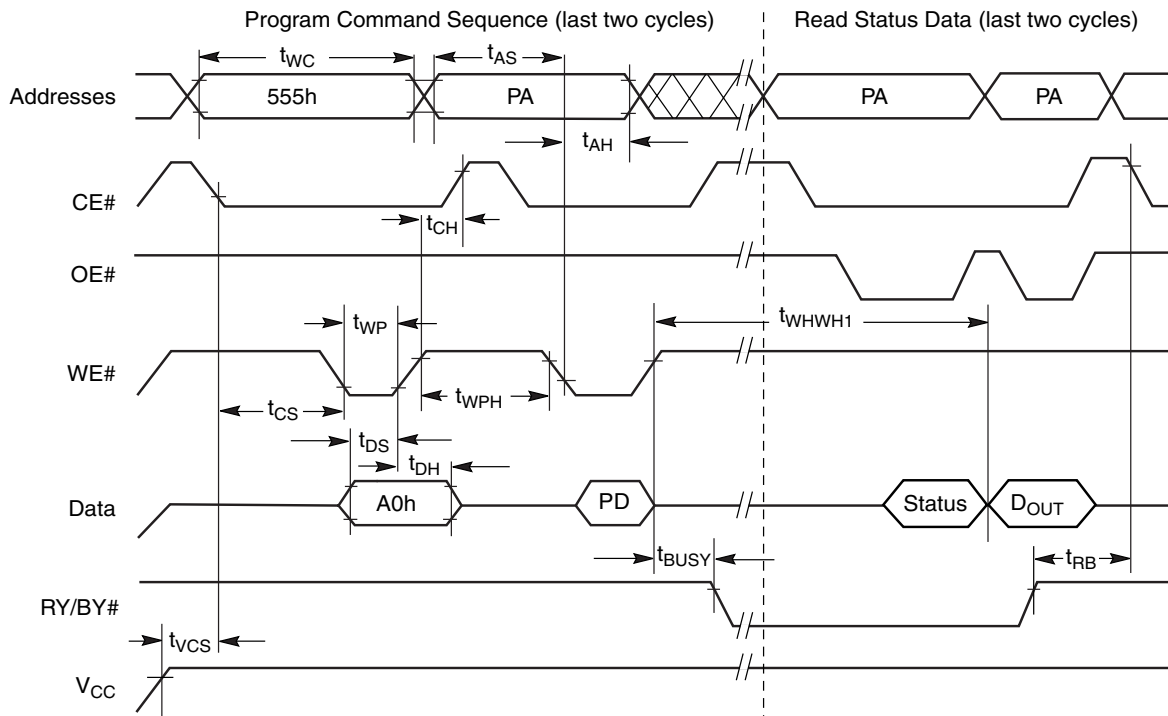 Program Command Sequence (last two cycles)
Read Status Data (last two cycles)
tWC
tAS
Addresses
555h
PA
PA
PA
tAH
CE#
tCH
OE#
tWP
tWHWH1
WE#
tWPH
tCS
tDS
tDH
Data
A0h
PD
Status
DOUT
tBUSY
tRB
RY/BY#
tVCS
VCC